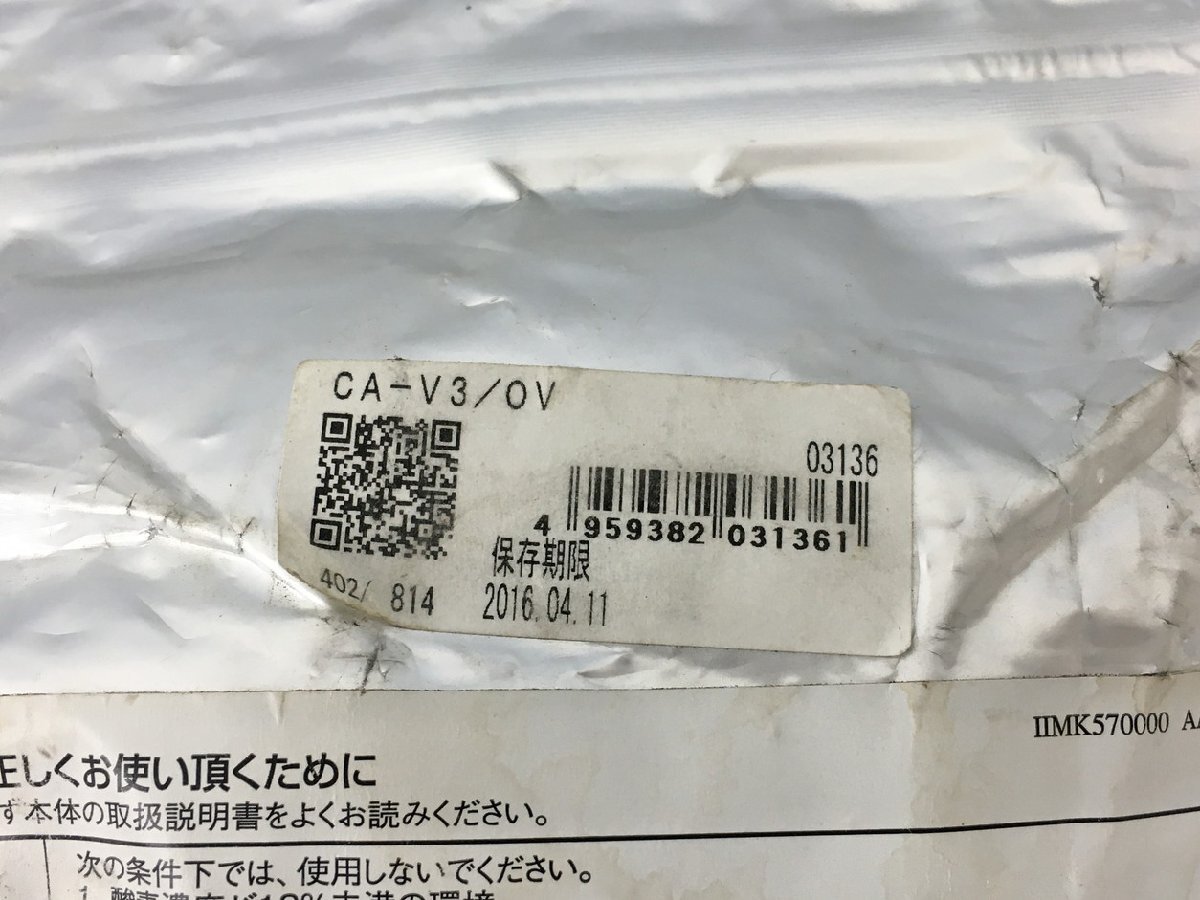 CA-V3/OV
03136
4 959382 031361
保存期限
402/ 814
2016.04.11
IIMK570000
正しくお使い頂くために
ず本体の取扱説明書をよくお読みください。
次の条件下では、使用しないでください。